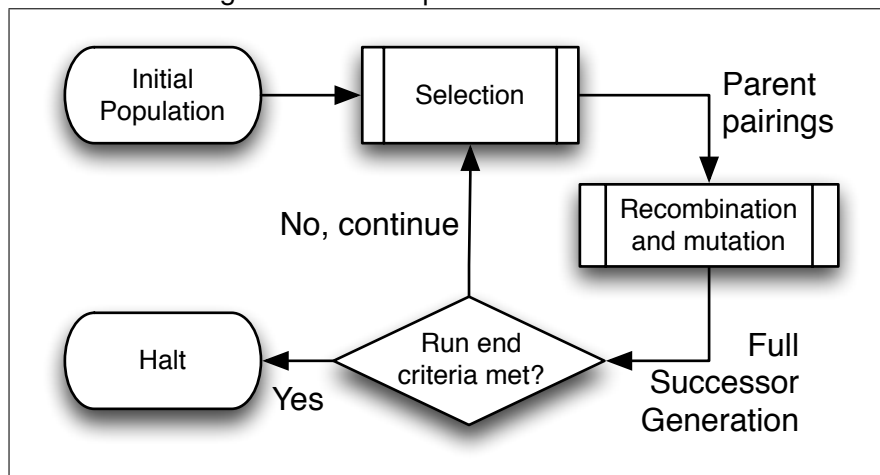 Initial
Population
Selection
Parent
pairings
Recombination
and mutation
No, continue
Halt
Run end
criteria met?
Yes
Full
Successor
Generation